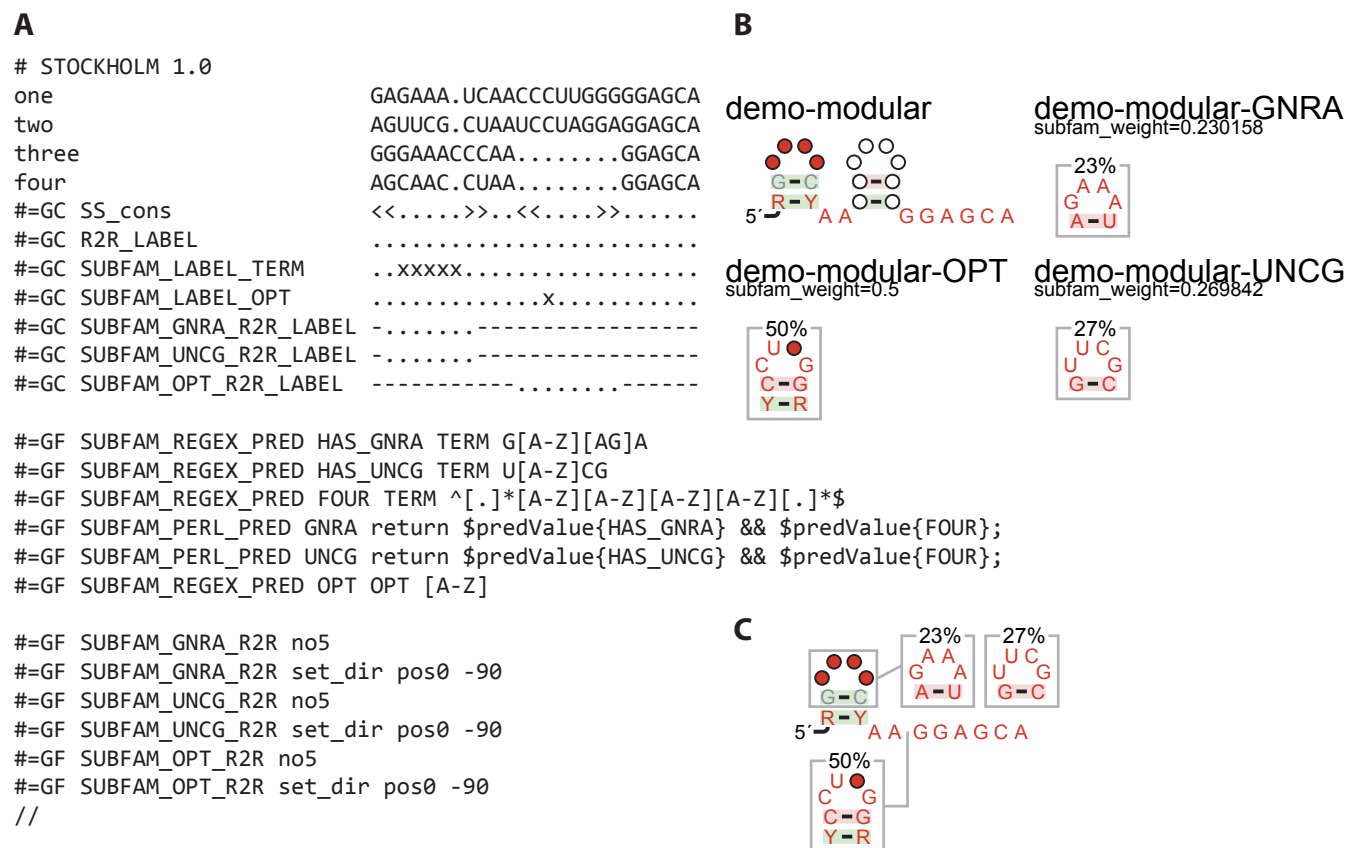 A
# STOCKHOLM 1.0
one GAGAAA.UCAACCCUUGGGGGAGCA
two AGUUCG.CUAAUCCUAGGAGGAGCA
three GGGAAACCCAA........GGAGCA
four AGCAAC.CUAA........GGAGCA
#=GC SS_cons <<.....>>..<<....>>......
#=GC R2R_LABEL .........................
#=GC SUBFAM_LABEL_TERM ..xxxxx..................
#=GC SUBFAM_LABEL_OPT .............x...........
#=GC SUBFAM_GNRA_R2R_LABEL -.......-----------------
#=GC SUBFAM_UNCG_R2R_LABEL -.......-----------------
#=GC SUBFAM_OPT_R2R_LABEL -----------........------
#=GF SUBFAM_REGEX_PRED HAS_GNRA TERM G[A-Z][AG]A
#=GF SUBFAM_REGEX_PRED HAS_UNCG TERM U[A-Z]CG
#=GF SUBFAM_REGEX_PRED FOUR TERM ^[.]*[A-Z][A-Z][A-Z][A-Z][.]*$
#=GF SUBFAM_PERL_PRED GNRA return $predValue{HAS_GNRA} && $predValue{FOUR};
#=GF SUBFAM_PERL_PRED UNCG return $predValue{HAS_UNCG} && $predValue{FOUR};
#=GF SUBFAM_REGEX_PRED OPT OPT [A-Z]
#=GF SUBFAM_GNRA_R2R no5
#=GF SUBFAM_GNRA_R2R set_dir pos0 -90
#=GF SUBFAM_UNCG_R2R no5
#=GF SUBFAM_UNCG_R2R set_dir pos0 -90
#=GF SUBFAM_OPT_R2R no5
#=GF SUBFAM_OPT_R2R set_dir pos0 -90
//
B
demo-modular
G C
R Y
5´ A A G G A G C A
demo-modular-GNRA
subfam_weight=0.230158
23%
A A
G A
A U
demo-modular-OPT
subfam_weight=0.5
50%
U
C G
C G
Y R
demo-modular-UNCG
subfam_weight=0.269842
27%
U C
U G
G C
C
23% 27%
A A U C
G A U G
A U G C
G C
R Y
5´ A A G G A G C A
50%
U
C G
C G
Y R